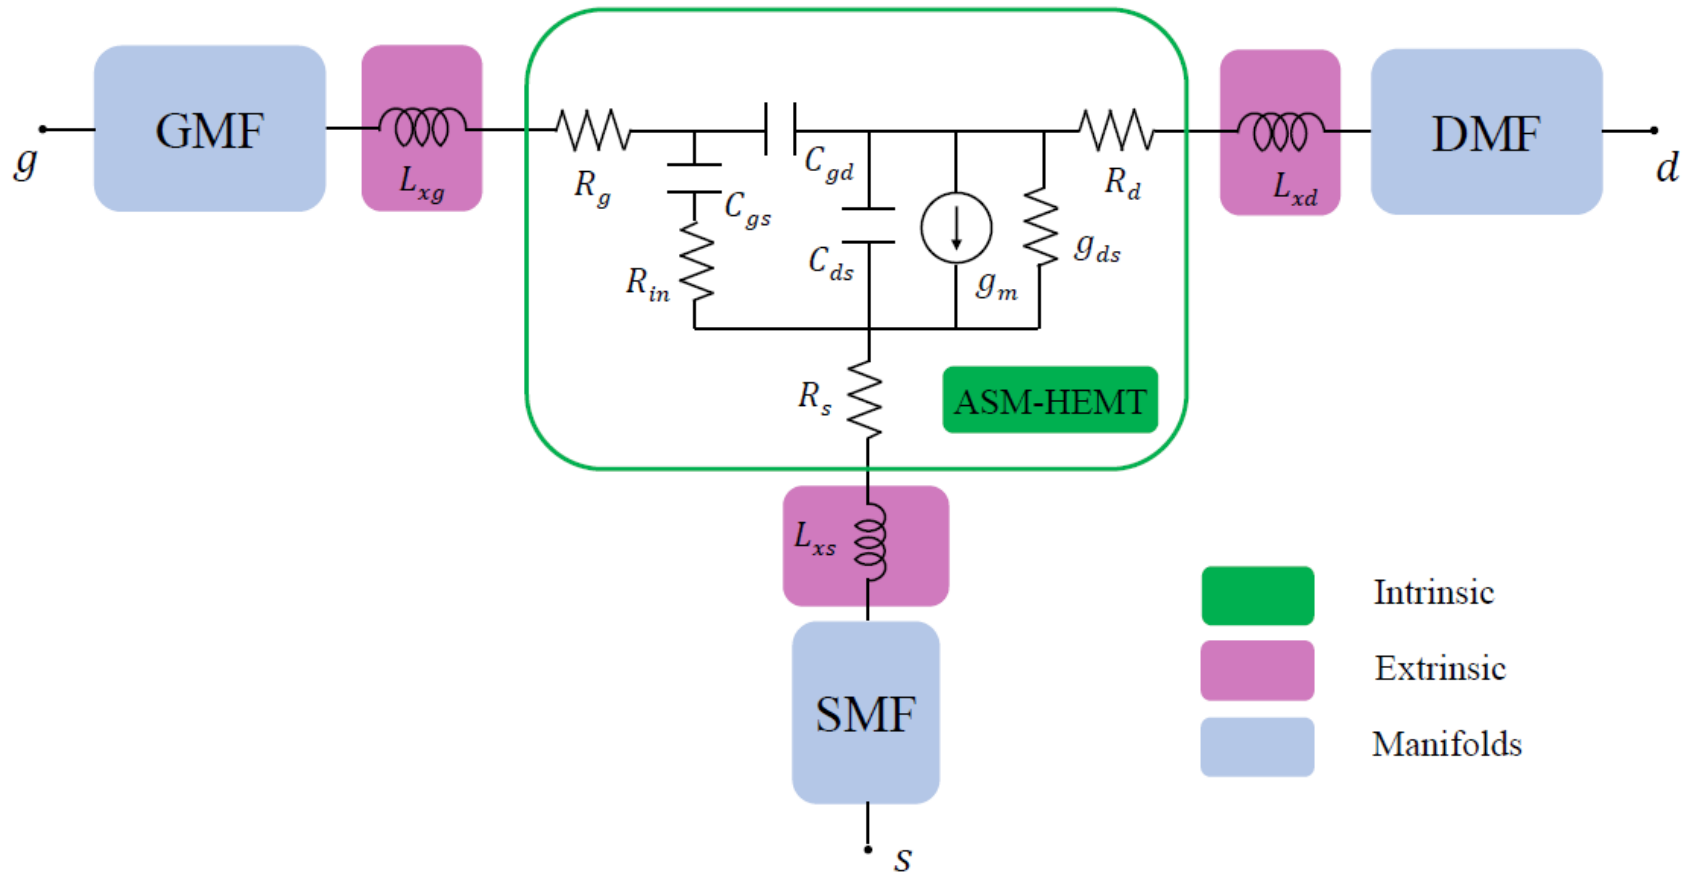 GMF
DMF
g
L_xg
R_g
C_gs
C_gd
R_in
C_ds
g_m
g_ds
R_d
L_xd
d
R_s
ASM-HEMT
L_xs
SMF
s
Intrinsic
Extrinsic
Manifolds